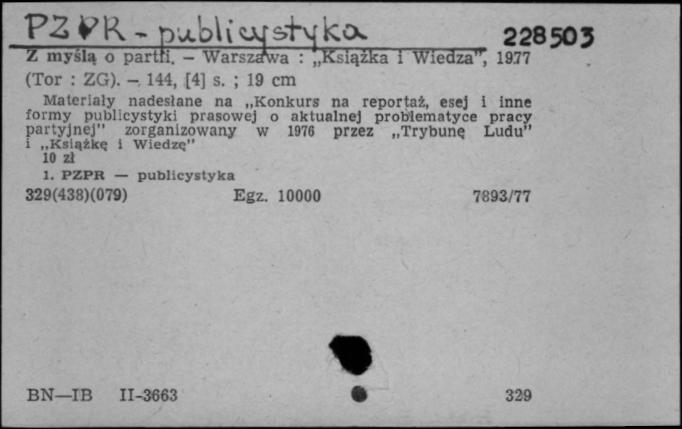 PZPR - publicystyka 228503
Z myślą o partii. — Warszawa : „Książka i Wiedza”, 1977
(Tor : ZG). — 144, [4] s. ; 19 cm
Materiały nadesłane na „Konkurs na reportaż, esej i inne
formy publicystyki prasowej o aktualnej problematyce pracy
partyjnej” zorganizowany w 1976 przez „Trybunę Ludu”
i „Książkę i Wiedzę”
10 zł
1. PZPR — publicystyka
329(438)(079) Egz. 10000 7893/77
BN—IB II-3663 329